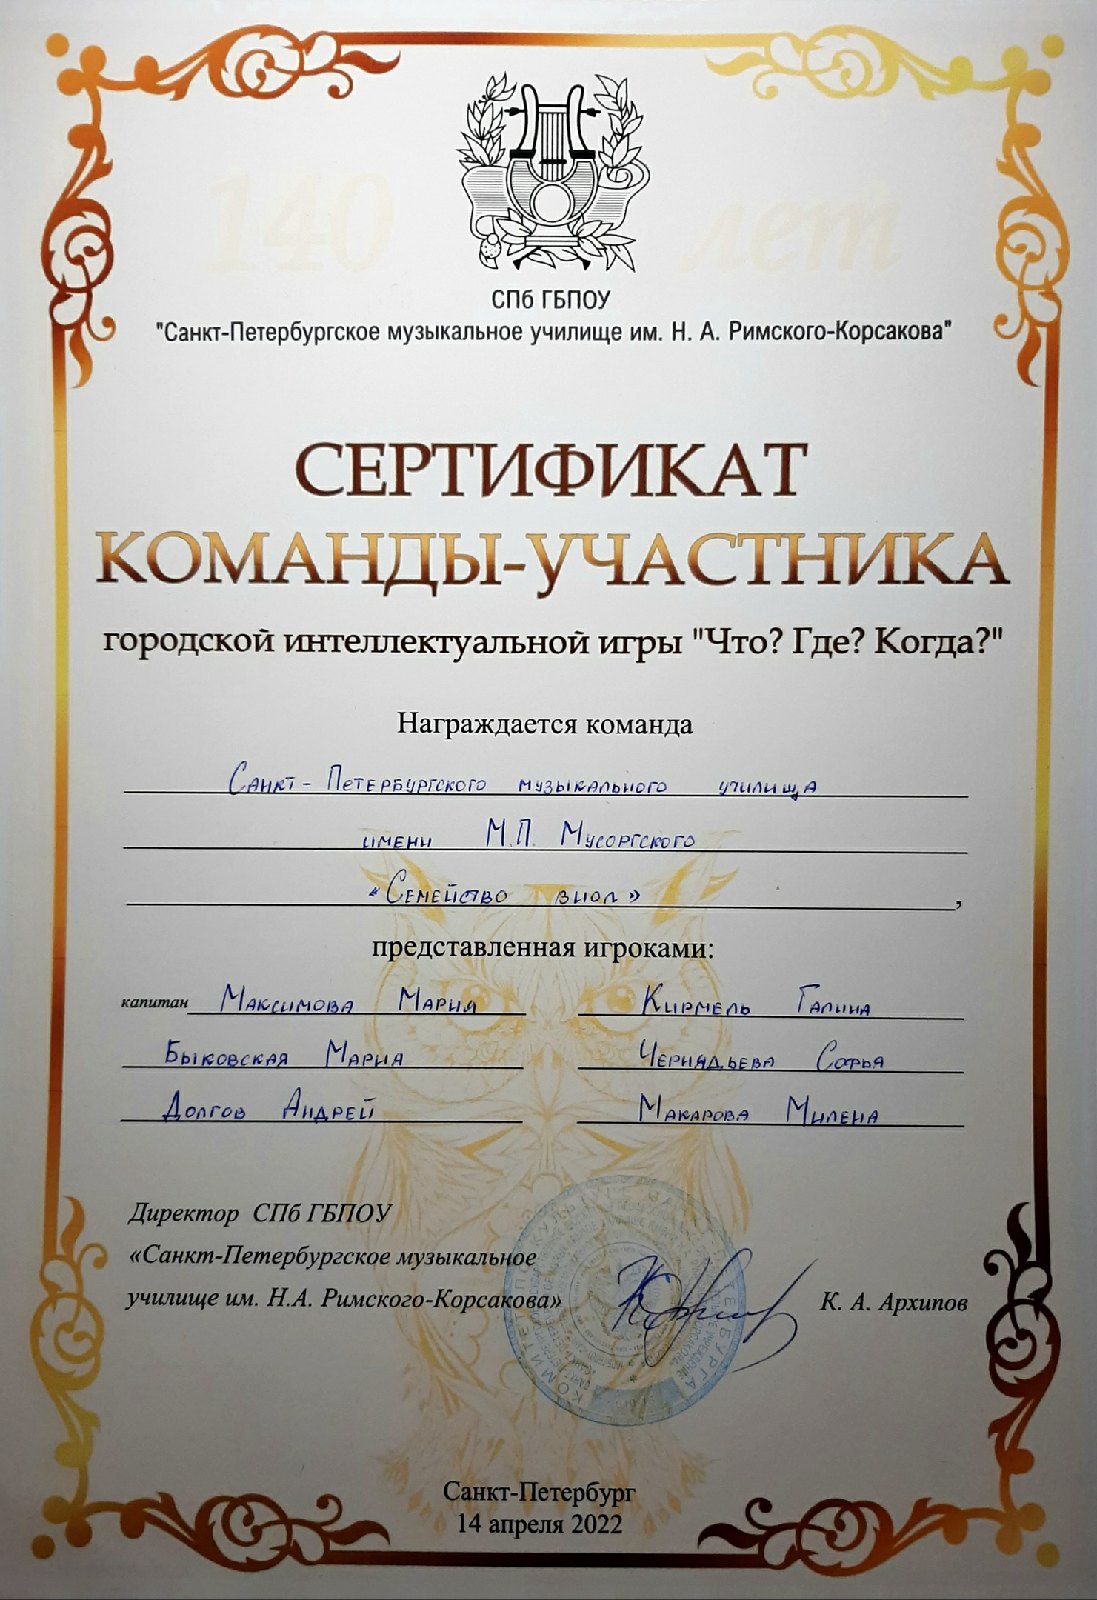 140 лет
СПб ГБПОУ
"Санкт-Петербургское музыкальное училище им. Н. А. Римского-Корсакова"
СЕРТИФИКАТ
КОМАНДЫ-УЧАСТНИКА
городской интеллектуальной игры "Что? Где? Когда?"
Награждается команда
Санкт-Петербургского музыкального училища
имени М.П. Мусоргского
«Семейство виол»,
представленная игроками:
капитан Максимова Мария Кирмель Галина
Быковская Мария Чернядьева Софья
Долгов Андрей Макарова Милена
Директор СПб ГБПОУ
«Санкт-Петербургское музыкальное
училище им. Н.А. Римского-Корсакова» К. А. Архипов
Санкт-Петербург
14 апреля 2022